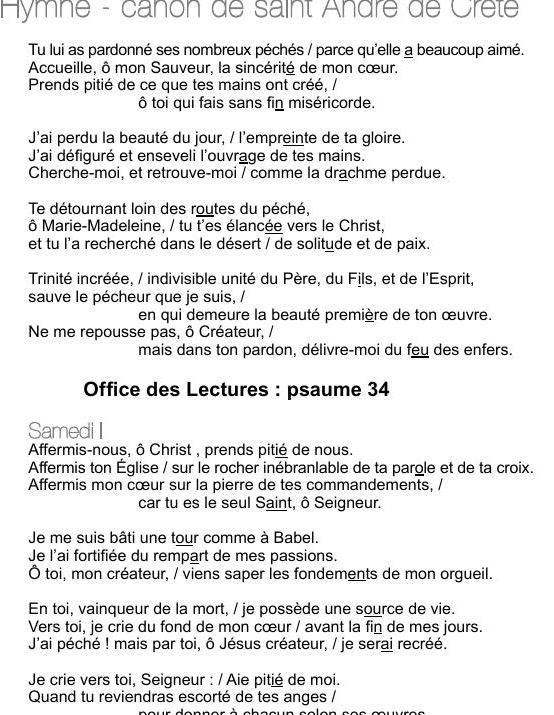 Hymne - canon de saint André de Crète
Tu lui as pardonné ses nombreux péchés / parce qu'elle a beaucoup aimé.
Accueille, ô mon Sauveur, la sincérité de mon cœur.
Prends pitié de ce que tes mains ont créé, /
ô toi qui fais sans fin miséricorde.
J'ai perdu la beauté du jour, / l'empreinte de ta gloire.
J'ai défiguré et enseveli l'ouvrage de tes mains.
Cherche-moi, et retrouve-moi / comme la drachme perdue.
Te détournant loin des routes du péché,
ô Marie-Madeleine, / tu t'es élancée vers le Christ,
et tu l'a recherché dans le désert / de solitude et de paix.
Trinité incréée, / indivisible unité du Père, du Fils, et de l'Esprit,
sauve le pécheur que je suis, /
en qui demeure la beauté première de ton œuvre.
Ne me repousse pas, ô Créateur, /
mais dans ton pardon, délivre-moi du feu des enfers.
Office des Lectures : psaume 34
Samedi I
Affermis-nous, ô Christ , prends pitié de nous.
Affermis ton Église / sur le rocher inébranlable de ta parole et de ta croix.
Affermis mon cœur sur la pierre de tes commandements, /
car tu es le seul Saint, ô Seigneur.
Je me suis bâti une tour comme à Babel.
Je l'ai fortifiée du rempart de mes passions.
Ô toi, mon créateur, / viens saper les fondements de mon orgueil.
En toi, vainqueur de la mort, / je possède une source de vie.
Vers toi, je crie du fond de mon cœur / avant la fin de mes jours.
J'ai péché ! mais par toi, ô Jésus créateur, / je serai recréé.
Je crie vers toi, Seigneur : / Aie pitié de moi.
Quand tu reviendras escorté de tes anges /
pour donner à chacun selon ses œuvres